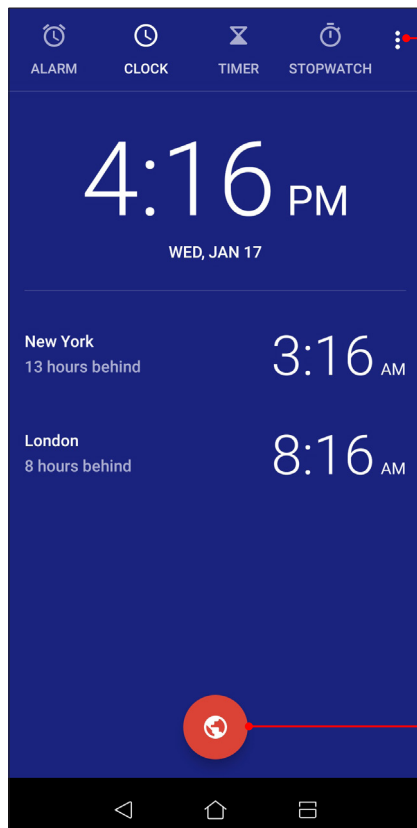 ALARM CLOCK TIMER STOPWATCH
4:16 PM
WED, JAN 17
New York
13 hours behind
3:16 AM
London
8 hours behind
8:16 AM